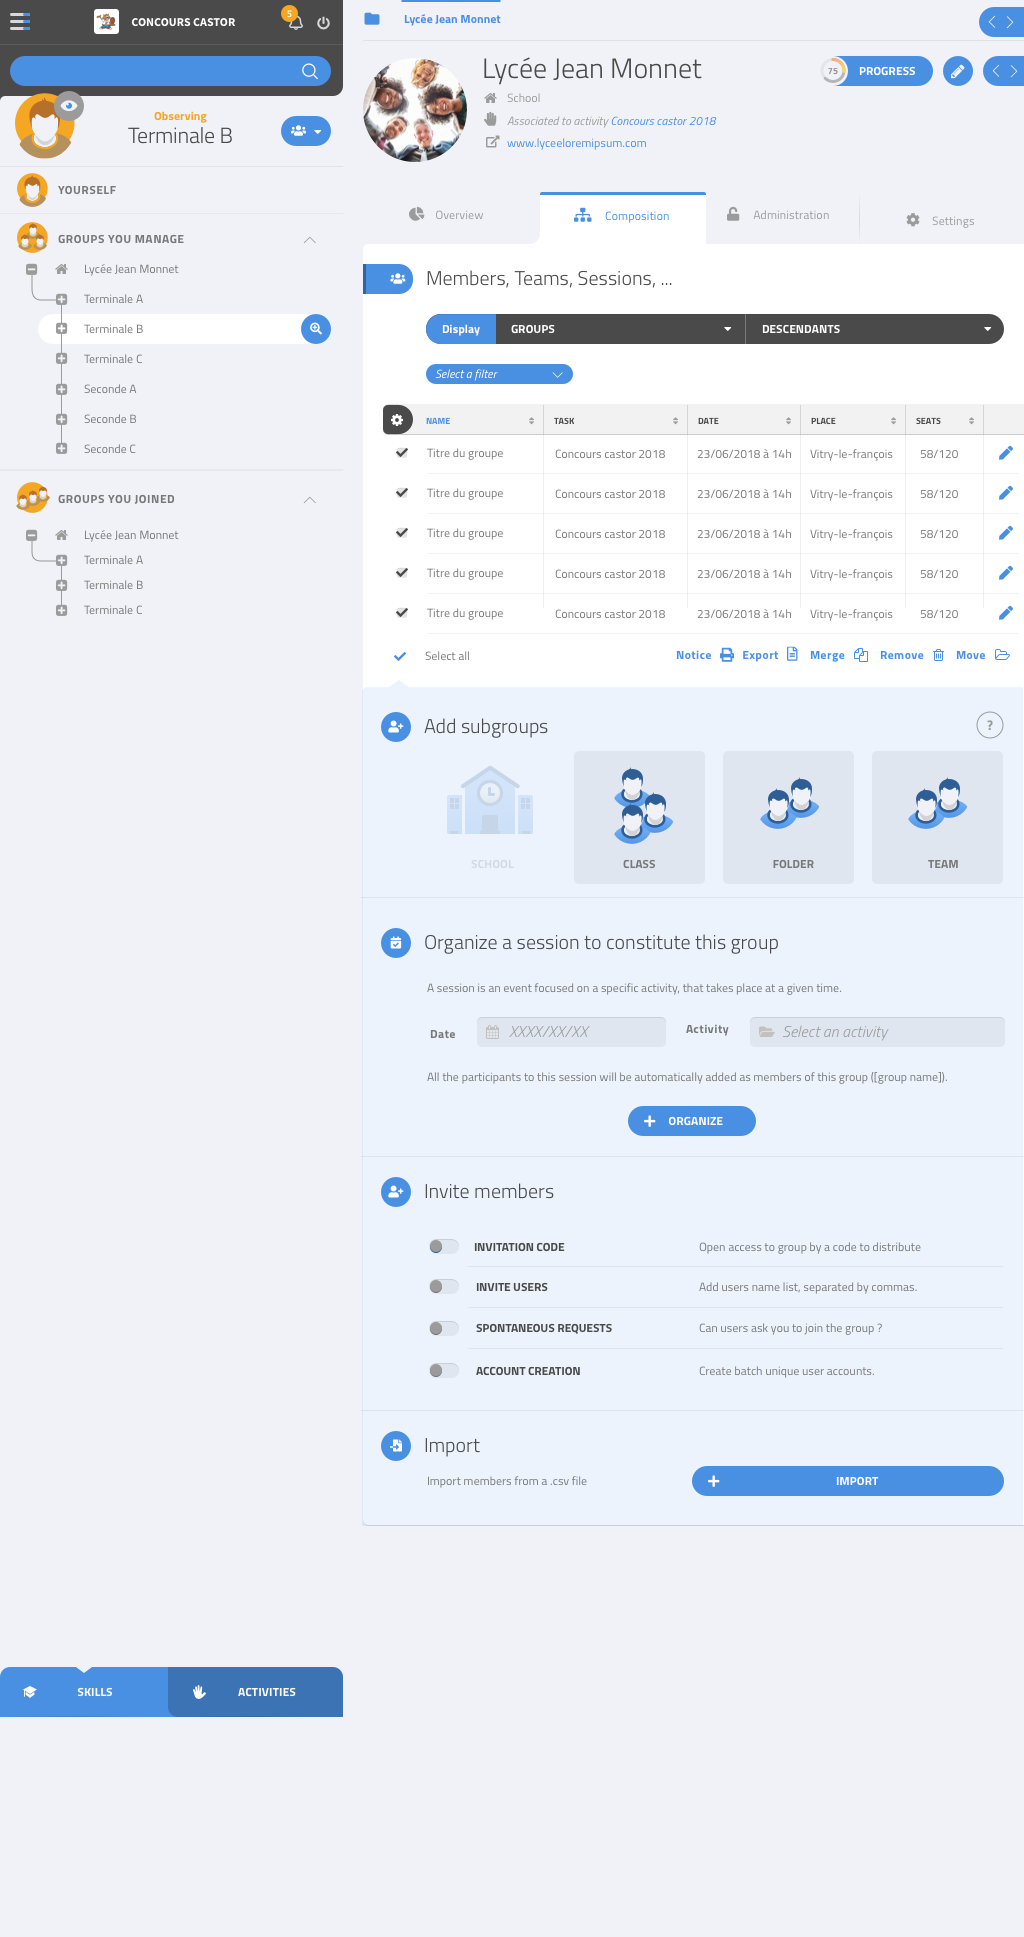 CONCOURS CASTOR
5
Observing
Terminale B
YOURSELF
GROUPS YOU MANAGE
Lycée Jean Monnet
Terminale A
Terminale B
Terminale C
Seconde A
Seconde B
Seconde C
GROUPS YOU JOINED
Lycée Jean Monnet
Terminale A
Terminale B
Terminale C
SKILLS
ACTIVITIES
Lycée Jean Monnet
Lycée Jean Monnet
75 PROGRESS
School
Associated to activity Concours castor 2018
www.lyceeloremipsum.com
Overview
Composition
Administration
Settings
Members, Teams, Sessions, ...
Display GROUPS DESCENDANTS
Select a filter
NAME TASK DATE PLACE SEATS
Titre du groupe Concours castor 2018 23/06/2018 à 14h Vitry-le-françois 58/120
Titre du groupe Concours castor 2018 23/06/2018 à 14h Vitry-le-françois 58/120
Titre du groupe Concours castor 2018 23/06/2018 à 14h Vitry-le-françois 58/120
Titre du groupe Concours castor 2018 23/06/2018 à 14h Vitry-le-françois 58/120
Titre du groupe Concours castor 2018 23/06/2018 à 14h Vitry-le-françois 58/120
Select all Notice Export Merge Remove Move
Add subgroups ?
SCHOOL CLASS FOLDER TEAM
Organize a session to constitute this group
A session is an event focused on a specific activity, that takes place at a given time.
Date XXXX/XX/XX Activity Select an activity
All the participants to this session will be automatically added as members of this group ([group name]).
ORGANIZE
Invite members
INVITATION CODE Open access to group by a code to distribute
INVITE USERS Add users name list, separated by commas.
SPONTANEOUS REQUESTS Can users ask you to join the group ?
ACCOUNT CREATION Create batch unique user accounts.
Import
Import members from a .csv file IMPORT